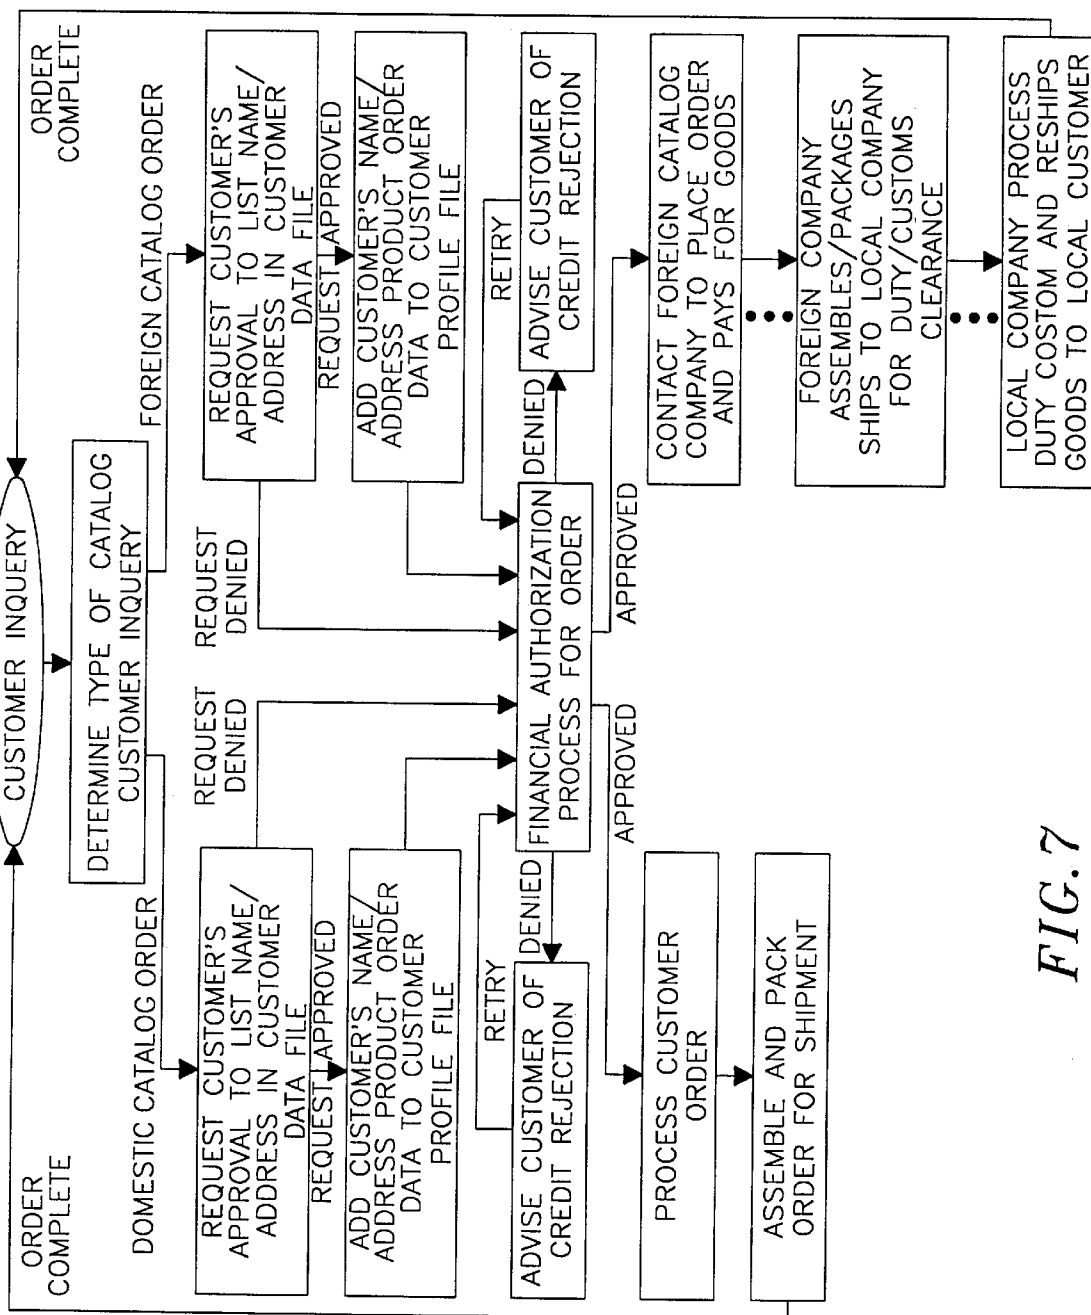 CUSTOMER INQUERY
ORDER
COMPLETE
ORDER
COMPLETE
DETERMINE TYPE OF CATALOG
CUSTOMER INQUERY
DOMESTIC CATALOG ORDER
FOREIGN CATALOG ORDER
REQUEST CUSTOMER'S
APPROVAL TO LIST NAME/
ADDRESS IN CUSTOMER
DATA FILE
REQUEST
DENIED
REQUEST
DENIED
REQUEST CUSTOMER'S
APPROVAL TO LIST NAME/
ADDRESS IN CUSTOMER
DATA FILE
REQUEST APPROVED
REQUEST APPROVED
ADD CUSTOMER'S NAME/
ADDRESS PRODUCT ORDER
DATA TO CUSTOMER
PROFILE FILE
ADD CUSTOMER'S NAME/
ADDRESS PRODUCT ORDER
DATA TO CUSTOMER
PROFILE FILE
RETRY
RETRY
ADVISE CUSTOMER OF
CREDIT REJECTION
DENIED
FINANCIAL AUTHORIZATION
PROCESS FOR ORDER
DENIED
ADVISE CUSTOMER OF
CREDIT REJECTION
APPROVED
APPROVED
PROCESS CUSTOMER
ORDER
CONTACT FOREIGN CATALOG
COMPANY TO PLACE ORDER
AND PAYS FOR GOODS
ASSEMBLE AND PACK
ORDER FOR SHIPMENT
FOREIGN COMPANY
ASSEMBLES/PACKAGES
SHIPS TO LOCAL COMPANY
FOR DUTY/CUSTOMS
CLEARANCE
LOCAL COMPANY PROCESS
DUTY COSTOM AND RESHIPS
GOODS TO LOCAL CUSTOMER
FIG.7